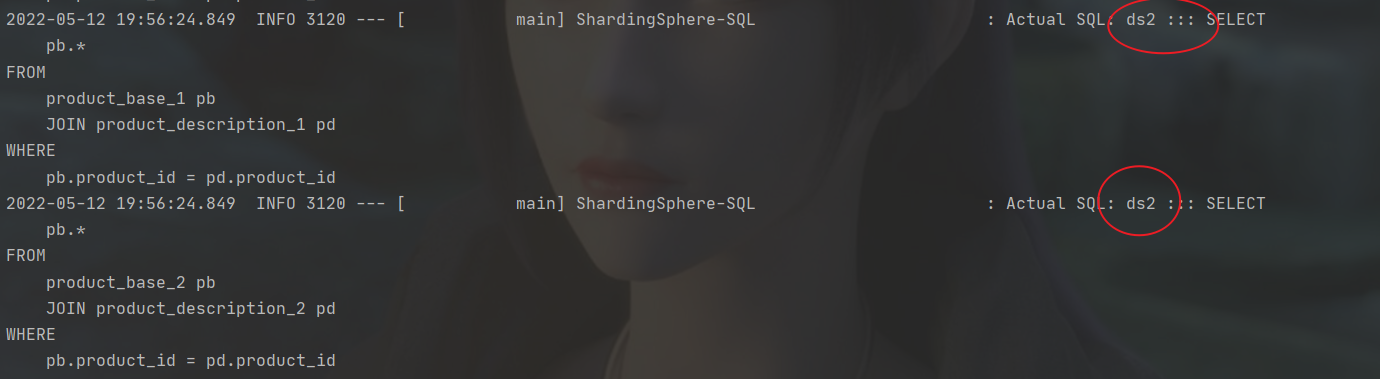 2022-05-12 19:56:24.849  INFO 3120 --- [           main] ShardingSphere-SQL                       : Actual SQL: ds2 ::: SELECT
    pb.*
FROM
    product_base_1 pb
    JOIN product_description_1 pd
WHERE
    pb.product_id = pd.product_id
2022-05-12 19:56:24.849  INFO 3120 --- [           main] ShardingSphere-SQL                       : Actual SQL: ds2 ::: SELECT
    pb.*
FROM
    product_base_2 pb
    JOIN product_description_2 pd
WHERE
    pb.product_id = pd.product_id